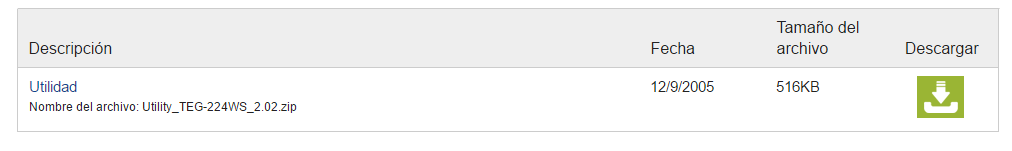 Descripción Fecha Tamaño del archivo Descargar
Utilidad 12/9/2005 516KB
Nombre del archivo: Utility_TEG-224WS_2.02.zip